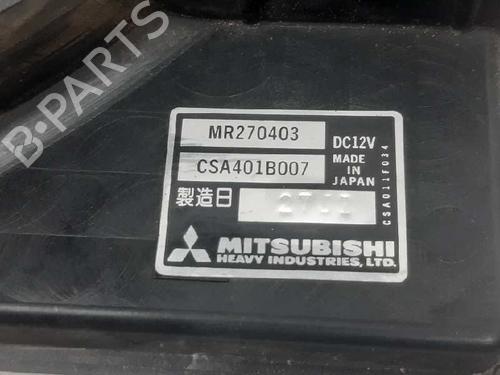 B-PARTS
MR270403
DC12V
CSA401B007
MADE
IN
JAPAN
製造日
MITSUBISHI
HEAVY INDUSTRIES, LTD.
CSA011F034